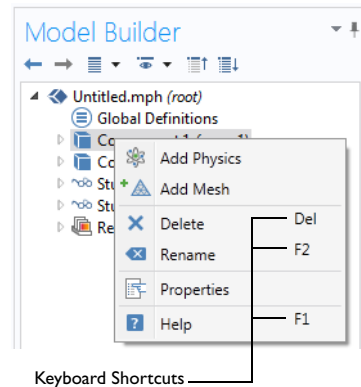 Model Builder
Untitled.mph (root)
Global Definitions
Add Physics
Add Mesh
Delete Del
Rename F2
Properties
Help F1
Keyboard Shortcuts